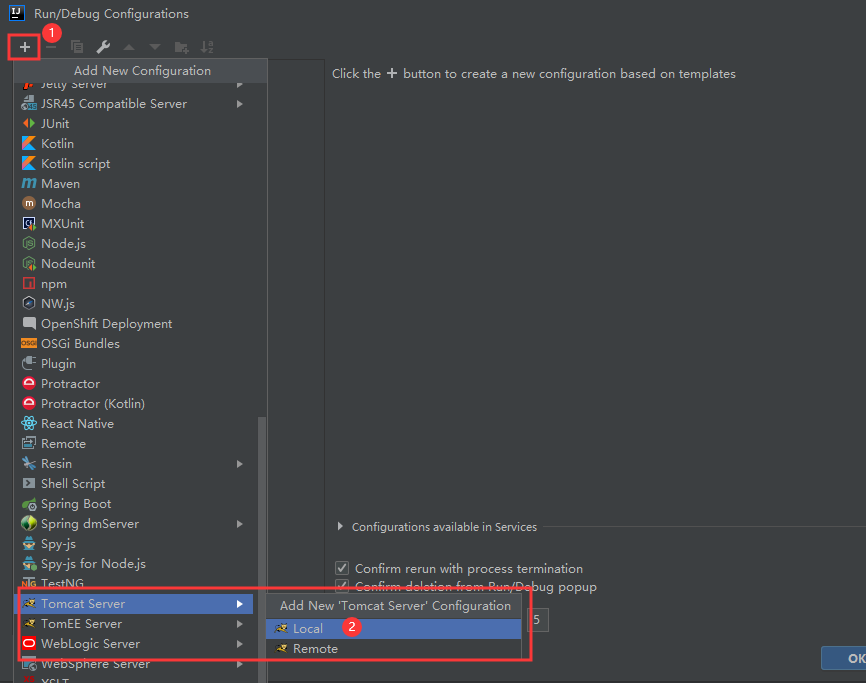 Run/Debug Configurations
1
Add New Configuration
Click the + button to create a new configuration based on templates
Jetty Server
JSR45 Compatible Server
JUnit
Kotlin
Kotlin script
Maven
Mocha
MXUnit
Node.js
Nodeunit
npm
NW.js
OpenShift Deployment
OSGi Bundles
Plugin
Protractor
Protractor (Kotlin)
React Native
Remote
Resin
Shell Script
Spring Boot
Spring dmServer
Configurations available in Services
Spy-js
Spy-js for Node.js
Confirm rerun with process termination
TestNG
Confirm deletion from Run/Debug popup
Tomcat Server
Add New 'Tomcat Server' Configuration
TomEE Server
Local
2
5
WebLogic Server
Remote
WebSphere Server
OK
XSLT